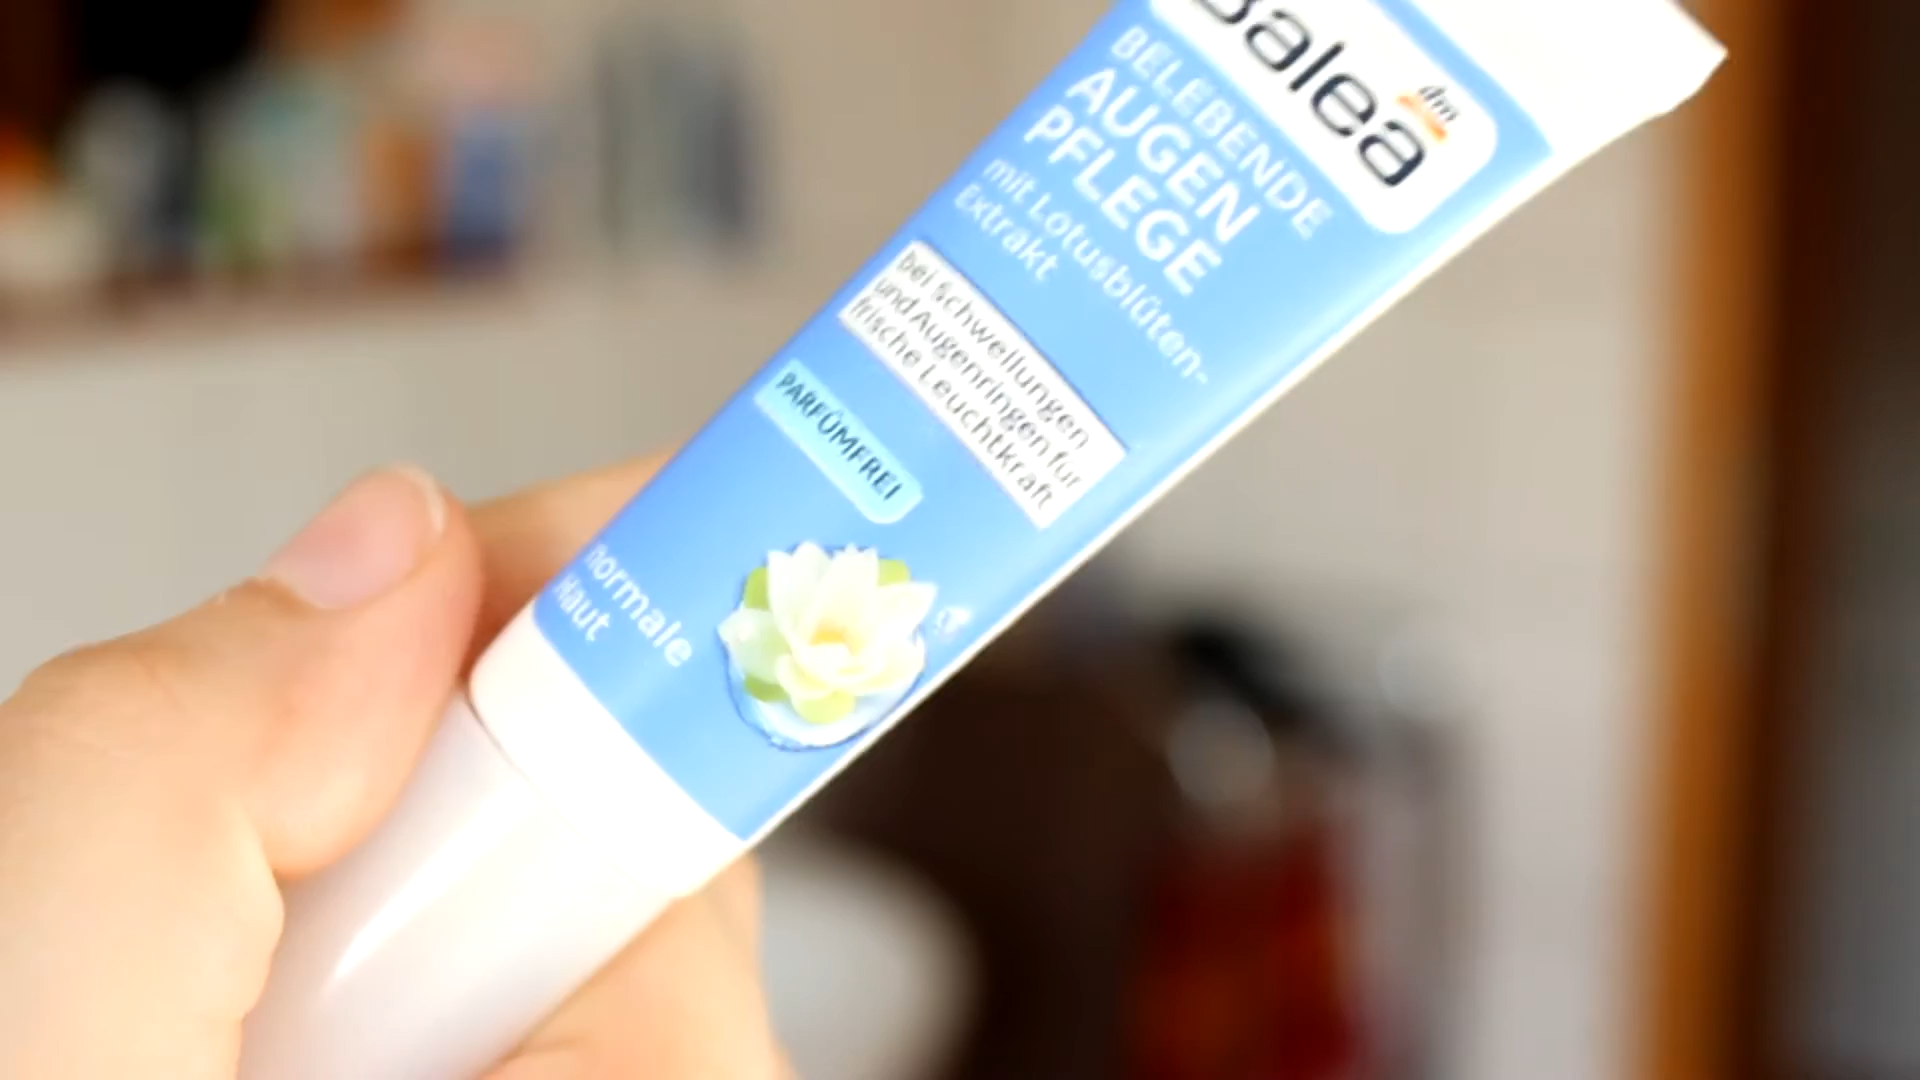 Balea
dm
BELEBENDE
AUGEN
PFLEGE
mit Lotusblüten-
Extrakt
bei Schwellungen
und Augenringen für
frische Leuchtkraft
PARFÜMFREI
normale
Haut